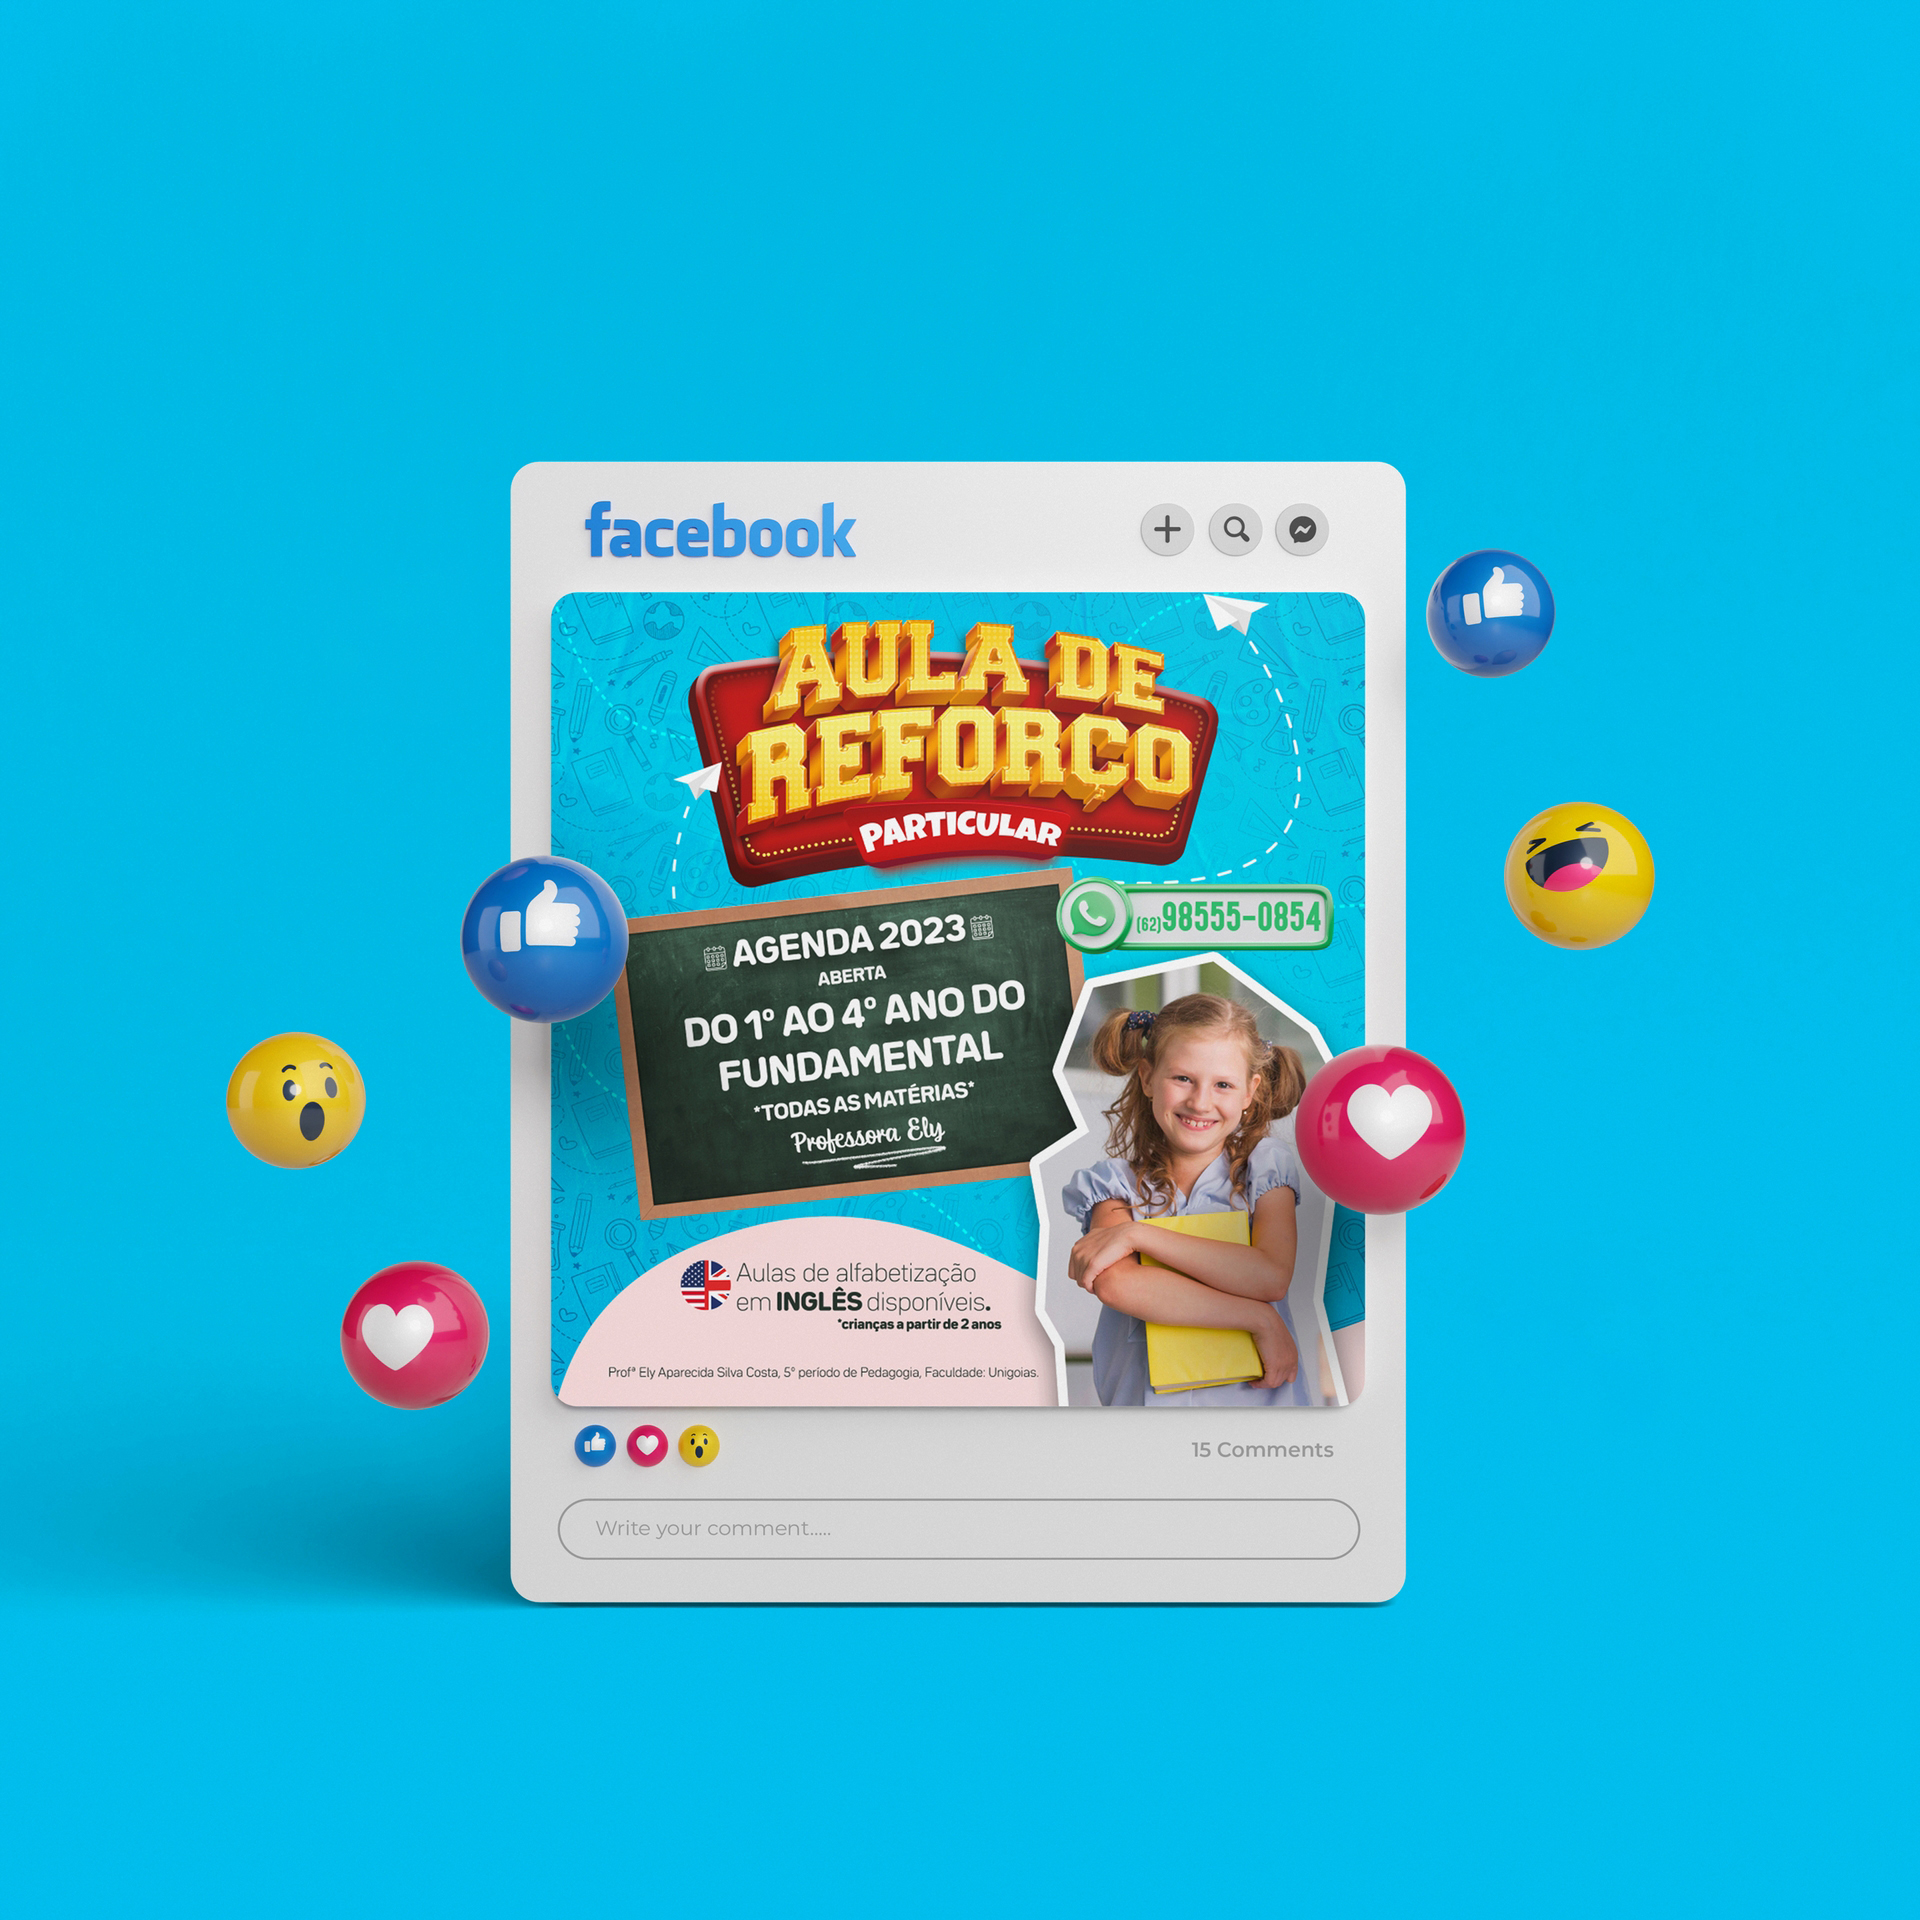 facebook
AULA DE
REFORÇO
PARTICULAR
(62)98555-0854
AGENDA 2023
ABERTA
DO 1º AO 4º ANO DO
FUNDAMENTAL
*TODAS AS MATÉRIAS*
Professora Ely
Aulas de alfabetização
em INGLÊS disponíveis.
*crianças a partir de 2 anos
Profª Ely Aparecida Silva Costa, 5º período de Pedagogia, Faculdade: Unigoias.
15 Comments
Write your comment.....